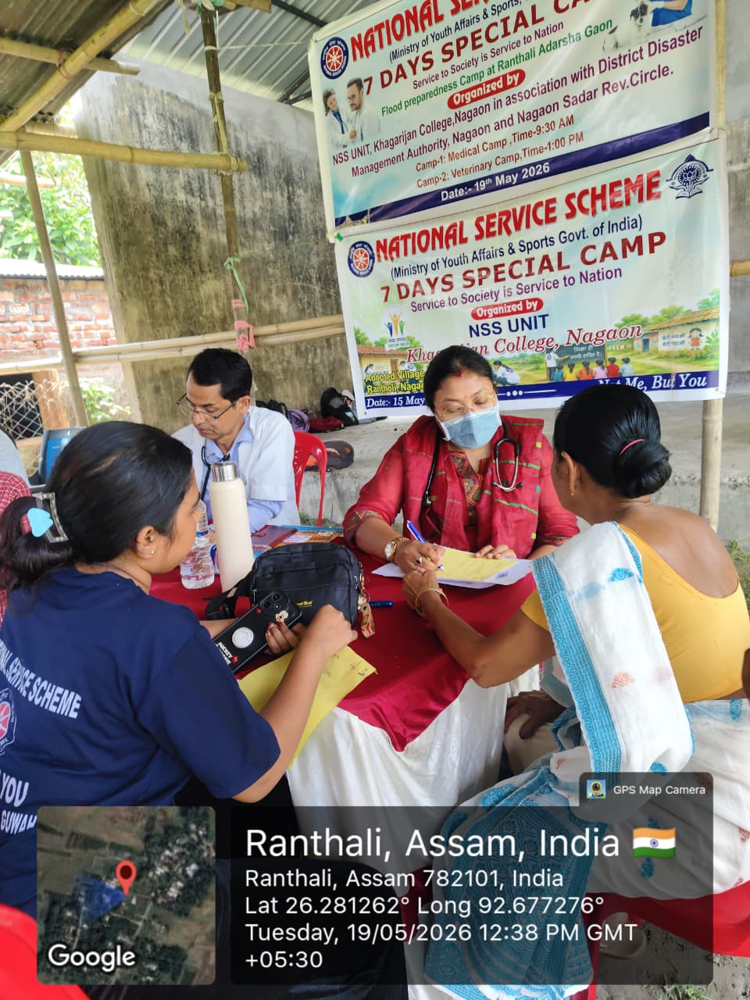 NATIONAL
(Ministry of Youth Affairs & Sports,
7 DAYS SPECIAL CA
Service to Society is Service to Nation
Flood preparedness Camp at Ranthali Adarsha Gaon
Organized by
NSS UNIT, Khagarijan College,Nagaon in association with District Disaster
Management Authority, Nagaon and Nagaon Sadar Rev.Circle.
Camp-1: Medical Camp ,Time-9:30 AM
Camp-2: Veterinary Camp,Time-1:00 PM
Date:- 19th May 2026
NATIONAL SERVICE SCHEME
(Ministry of Youth Affairs & Sports Govt. of India)
7 DAYS SPECIAL CAMP
Service to Society is Service to Nation
Organized by
NSS UNIT
College, Nagaon
Adopted Village
Ranthali,
Date:- 15 May
Me, But You
SERVICE SCHEME
YOU
GPS Map Camera
Ranthali, Assam, India
Ranthali, Assam 782101, India
Lat 26.281262° Long 92.677276°
Tuesday, 19/05/2026 12:38 PM GMT
+05:30
Google